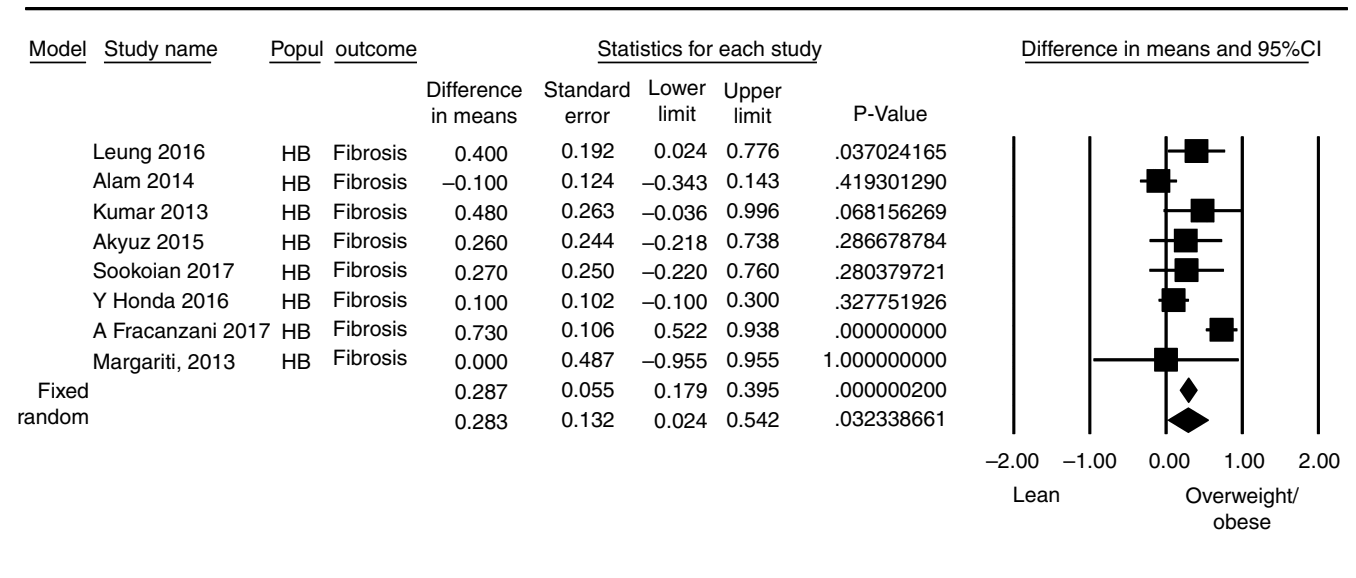 Model Study name Popul outcome Statistics for each study Difference in means and 95%CI
Difference in means Standard error Lower limit Upper limit P-Value
Leung 2016 HB Fibrosis 0.400 0.192 0.024 0.776 .037024165
Alam 2014 HB Fibrosis −0.100 0.124 −0.343 0.143 .419301290
Kumar 2013 HB Fibrosis 0.480 0.263 −0.036 0.996 .068156269
Akyuz 2015 HB Fibrosis 0.260 0.244 −0.218 0.738 .286678784
Sookoian 2017 HB Fibrosis 0.270 0.250 −0.220 0.760 .280379721
Y Honda 2016 HB Fibrosis 0.100 0.102 −0.100 0.300 .327751926
A Fracanzani 2017 HB Fibrosis 0.730 0.106 0.522 0.938 .000000000
Margariti, 2013 HB Fibrosis 0.000 0.487 −0.955 0.955 1.000000000
Fixed 0.287 0.055 0.179 0.395 .000000200
random 0.283 0.132 0.024 0.542 .032338661
−2.00 −1.00 0.00 1.00 2.00
Lean Overweight/
obese